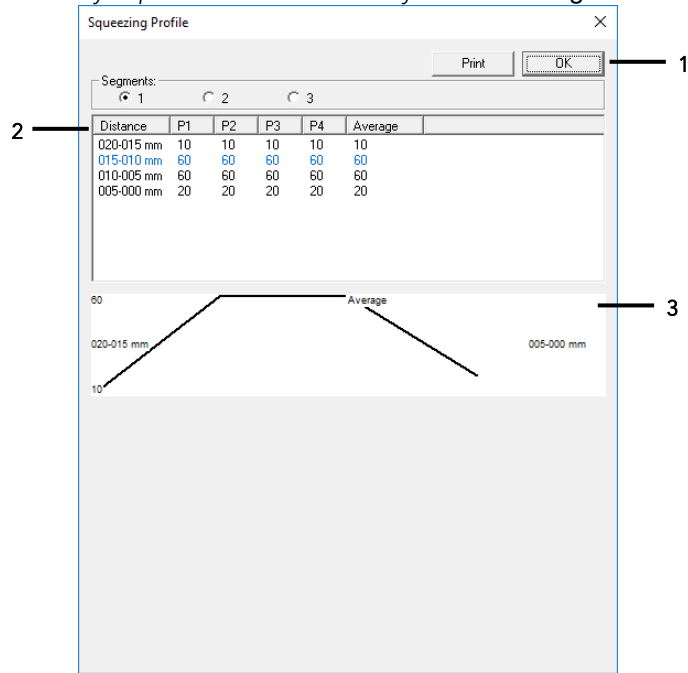 Squeezing Profile
Print OK 1
Segments:
1 2 3
2
Distance P1 P2 P3 P4 Average
020-015 mm 10 10 10 10 10
015-010 mm 60 60 60 60 60
010-005 mm 60 60 60 60 60
005-000 mm 20 20 20 20 20
60 Average 3
020-015 mm 005-000 mm
10